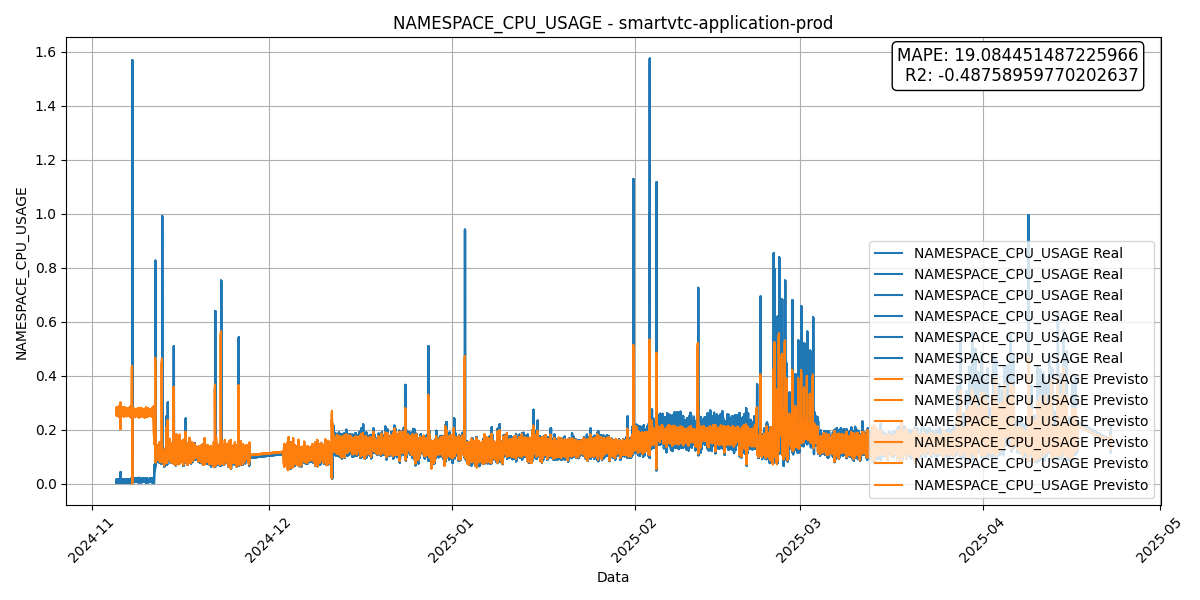 NAMESPACE_CPU_USAGE - smartvtc-application-prod
MAPE: 19.084451487225966
R2: -0.48758959770202637
NAMESPACE_CPU_USAGE
1.6
1.4
1.2
1.0
0.8
0.6
0.4
0.2
0.0
NAMESPACE_CPU_USAGE Real
NAMESPACE_CPU_USAGE Real
NAMESPACE_CPU_USAGE Real
NAMESPACE_CPU_USAGE Real
NAMESPACE_CPU_USAGE Real
NAMESPACE_CPU_USAGE Real
NAMESPACE_CPU_USAGE Previsto
NAMESPACE_CPU_USAGE Previsto
NAMESPACE_CPU_USAGE Previsto
NAMESPACE_CPU_USAGE Previsto
NAMESPACE_CPU_USAGE Previsto
NAMESPACE_CPU_USAGE Previsto
2024-11
2024-12
2025-01
2025-02
2025-03
2025-04
2025-05
Data